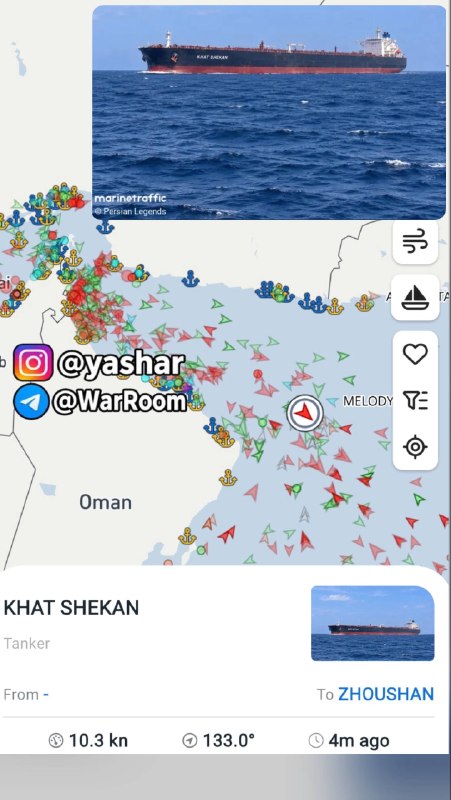 KHAT SHEKAN
marinetraffic
© Persian Legends
ai
@yashar
@WarRoom
MELODY
Oman
KHAT SHEKAN
Tanker
From -
To ZHOUSHAN
10.3 kn
133.0°
4m ago